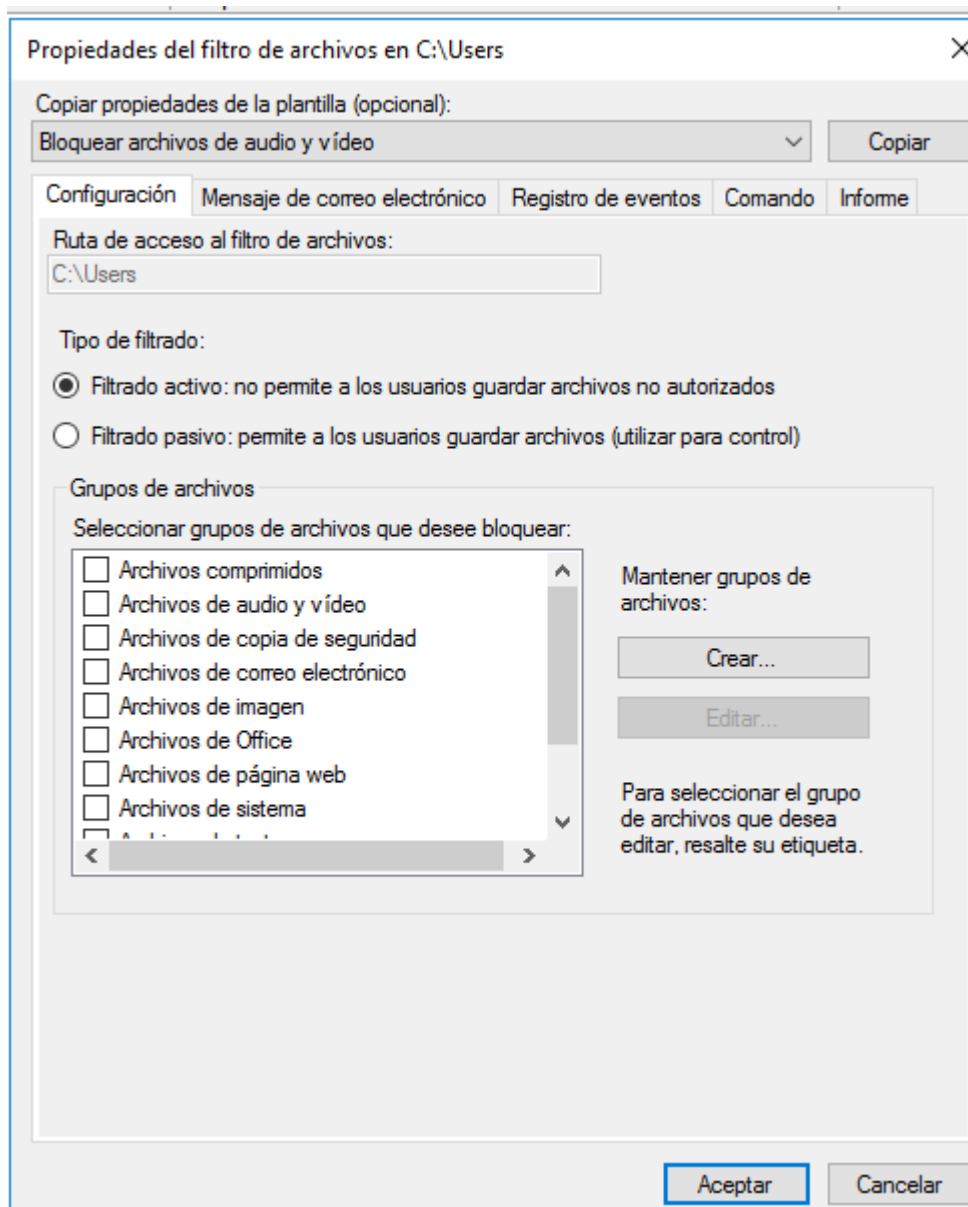 Propiedades del filtro de archivos en C:\Users
Copiar propiedades de la plantilla (opcional):
Bloquear archivos de audio y vídeo
Copiar
Configuración
Mensaje de correo electrónico
Registro de eventos
Comando
Informe
Ruta de acceso al filtro de archivos:
C:\Users
Tipo de filtrado:
Filtrado activo: no permite a los usuarios guardar archivos no autorizados
Filtrado pasivo: permite a los usuarios guardar archivos (utilizar para control)
Grupos de archivos
Seleccionar grupos de archivos que desee bloquear:
Archivos comprimidos
Archivos de audio y vídeo
Archivos de copia de seguridad
Archivos de correo electrónico
Archivos de imagen
Archivos de Office
Archivos de página web
Archivos de sistema
Mantener grupos de
archivos:
Crear...
Editar...
Para seleccionar el grupo
de archivos que desea
editar, resalte su etiqueta.
Aceptar
Cancelar